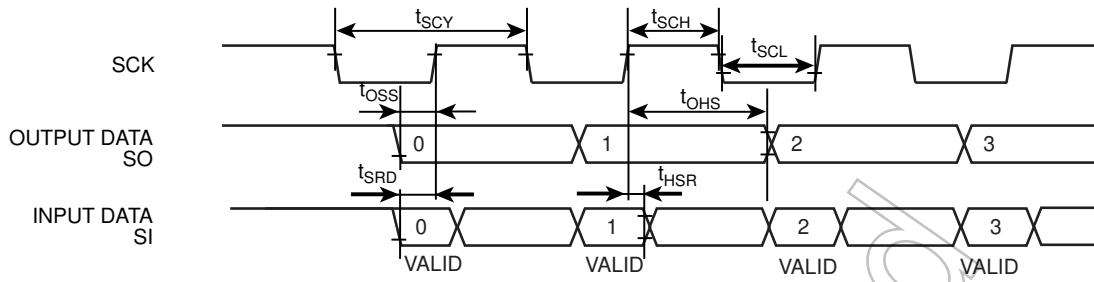 tSCY
tSCH
SCK
tSCL
tOSS
tOHS
OUTPUT DATA
SO
0
1
2
3
tSRD
tHSR
INPUT DATA
SI
0
1
2
3
VALID
VALID
VALID
VALID